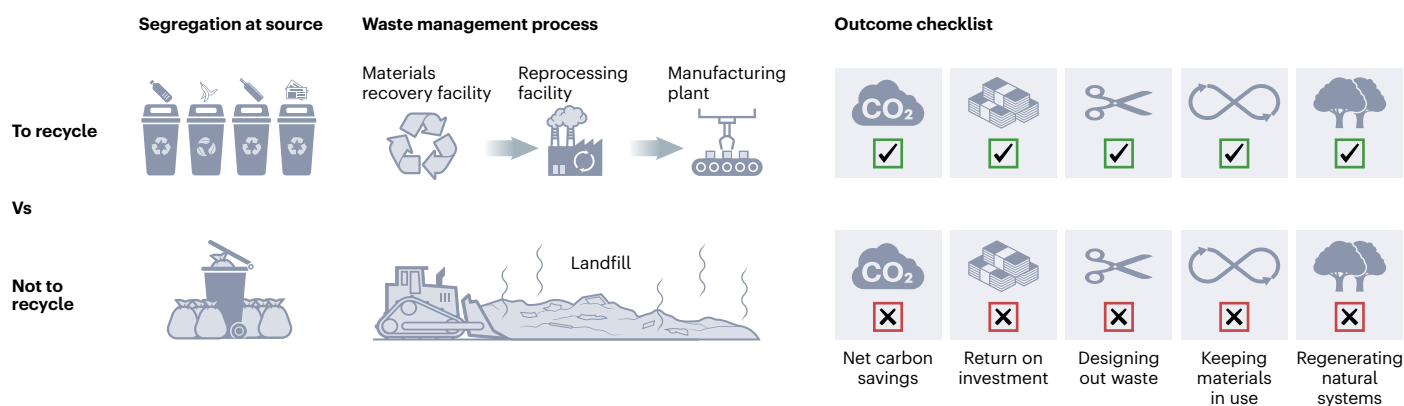 Segregation at source
Waste management process
Outcome checklist
To recycle
Materials
recovery facility
Reprocessing
facility
Manufacturing
plant
CO₂
Vs
Not to
recycle
Landfill
CO₂
Net carbon
savings
Return on
investment
Designing
out waste
Keeping
materials
in use
Regenerating
natural
systems